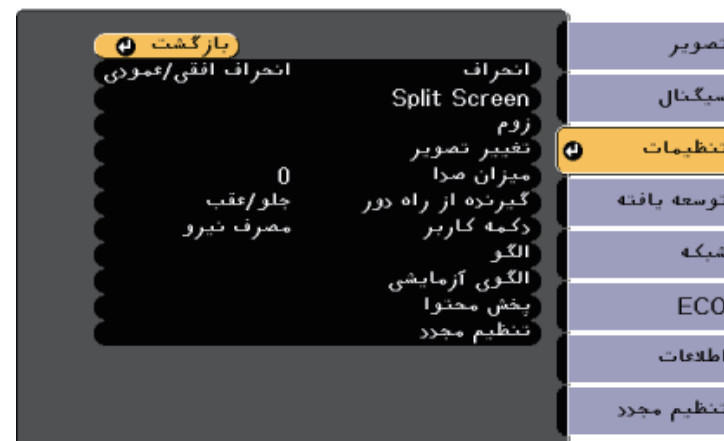 بازگشت
انحراف انحراف افقی/عمودی
Split Screen
زوم
تغییر تصویر
میزان صدا 0
گیرنده از راه دور جلو/عقب
دکمه کاربر مصرف نیرو
الگو
الگوی آزمایشی
پخش محتوا
تنظیم مجدد
تصویر
سیگنال
تنظیمات
توسعه یافته
شبکه
ECO
اطلاعات
تنظیم مجدد